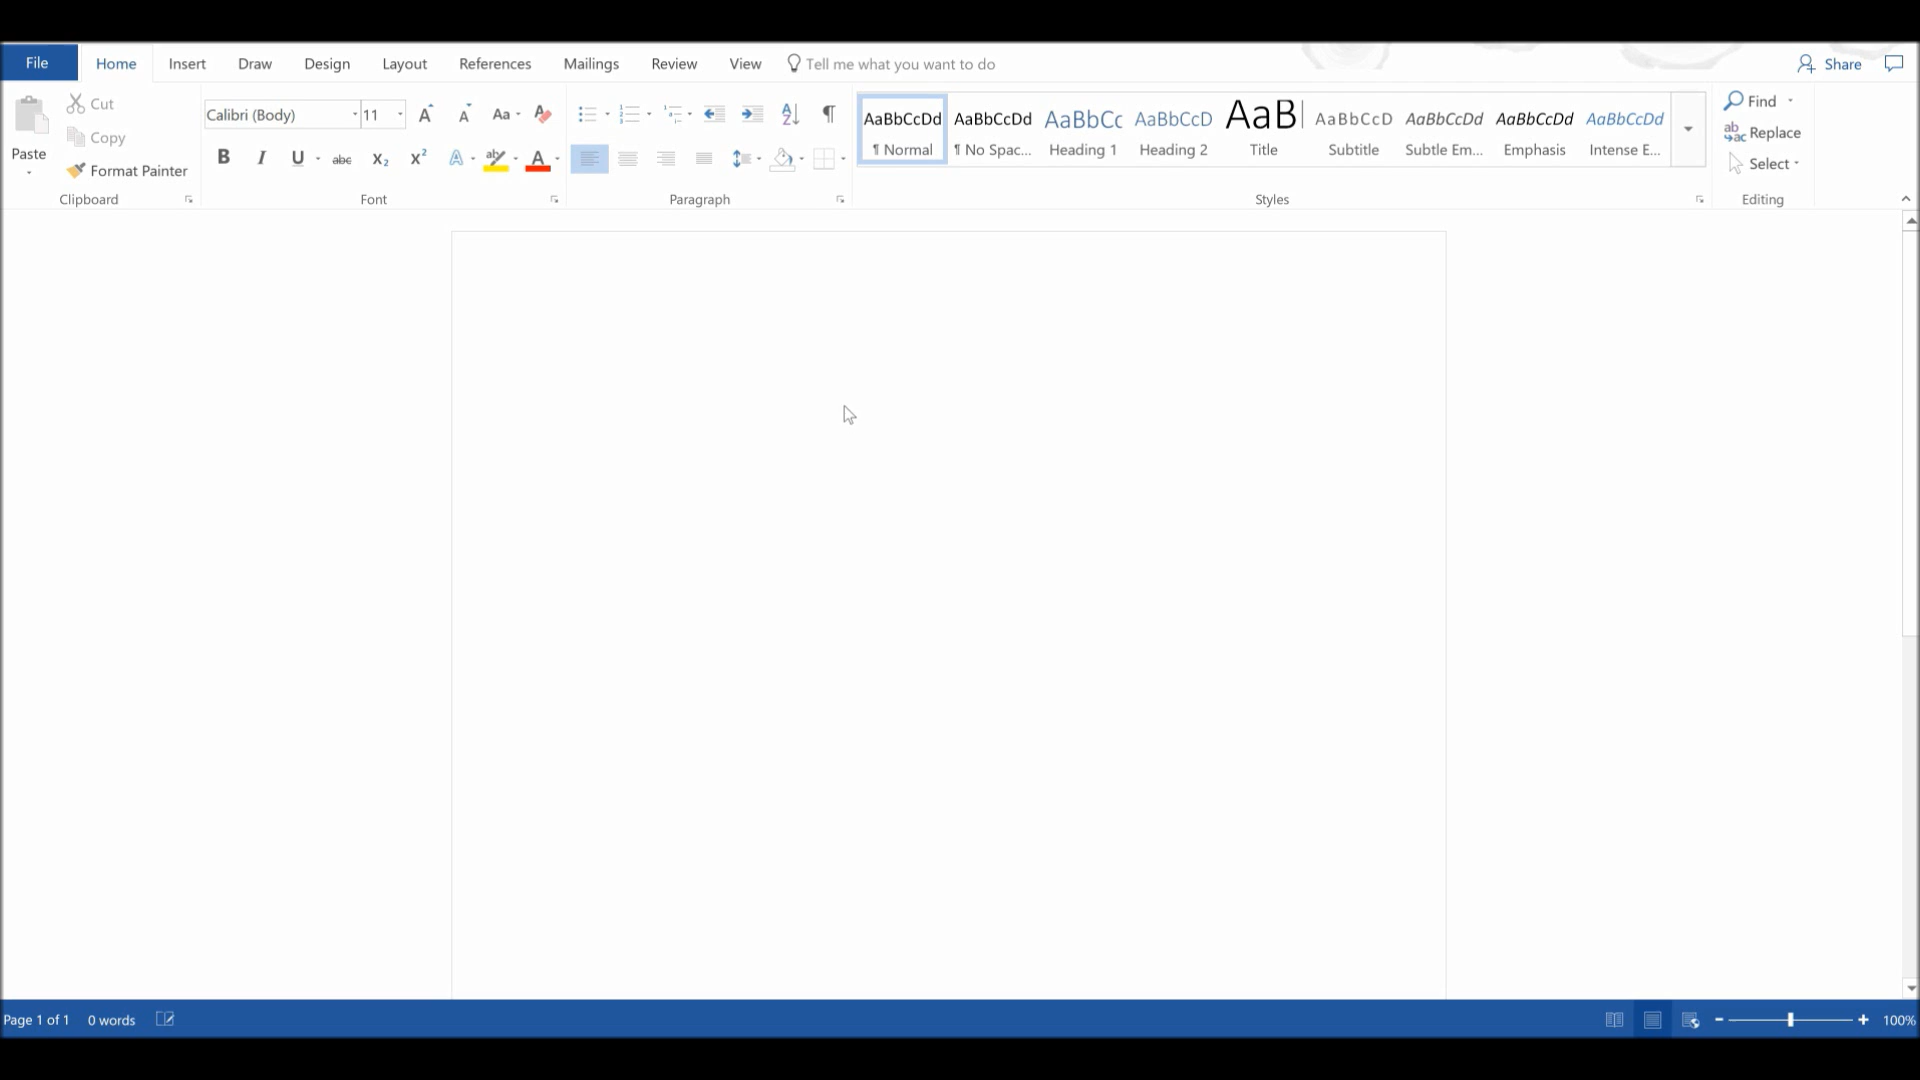 File Home Insert Draw Design Layout References Mailings Review View Tell me what you want to do Share
Cut
Copy
Paste
Format Painter
Clipboard
Calibri (Body) 11 A A Aa A
B I U abc X₂ X² A aby A
Font
A Z ¶
Paragraph
AaBbCcDd AaBbCcDd AaBbCc AaBbCcD AaB AaBbCcD AaBbCcDd AaBbCcDd AaBbCcDd
¶ Normal ¶ No Spac... Heading 1 Heading 2 Title Subtitle Subtle Em... Emphasis Intense E...
Styles
Find
ab ac Replace
Select
Editing
Page 1 of 1 0 words 100%